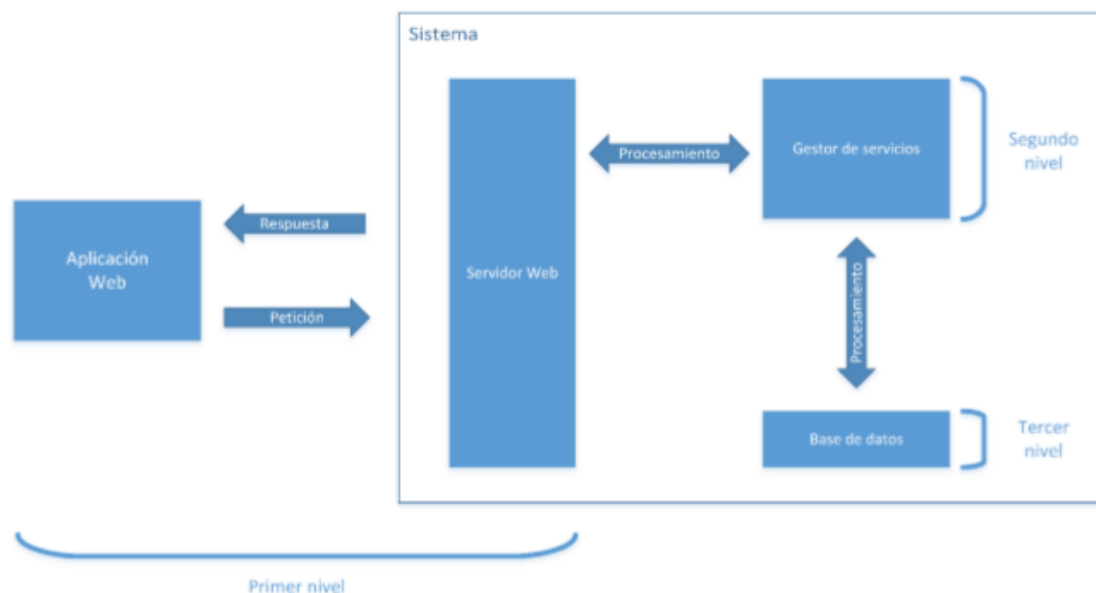 Sistema
Aplicación
Web
Respuesta
Petición
Servidor Web
Procesamiento
Gestor de servicios
Segundo
nivel
Procesamiento
Base de datos
Tercer
nivel
Primer nivel